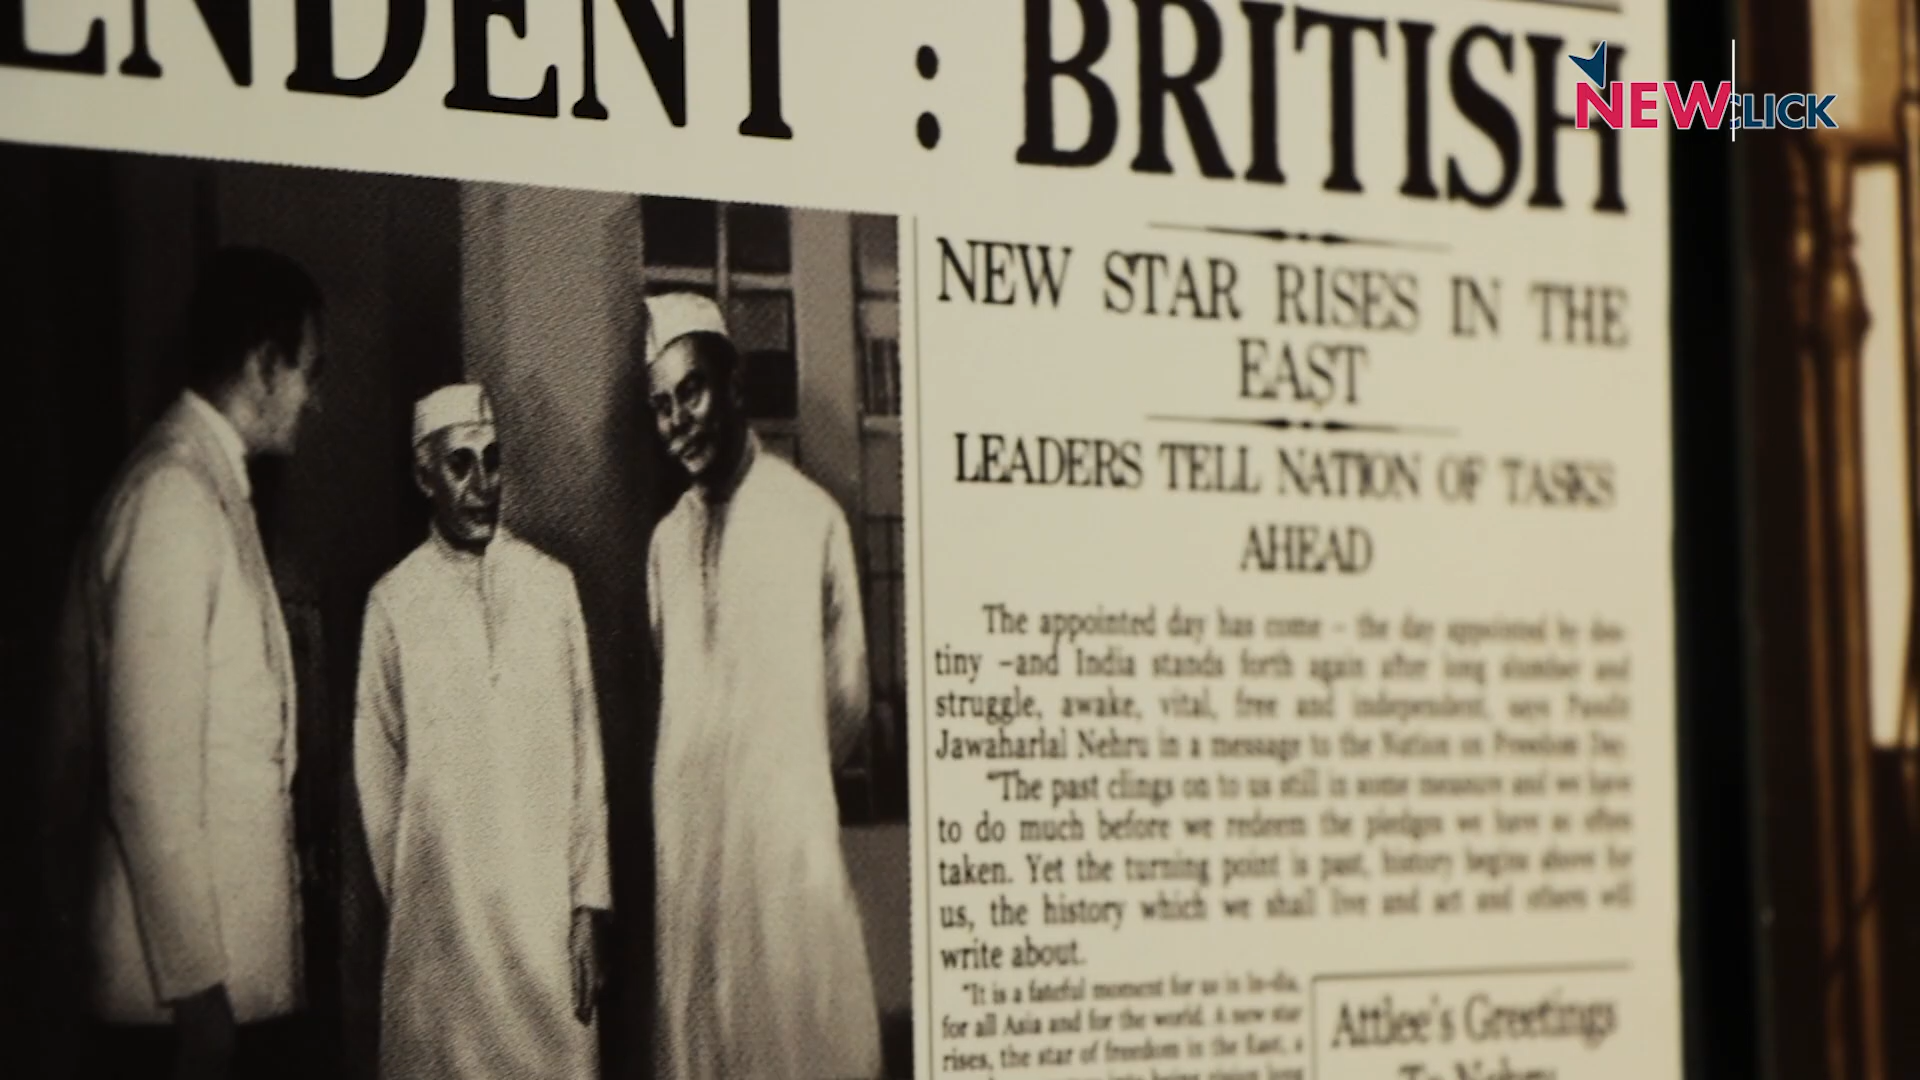 ENDENT : BRITISH
NEWSCLICK
NEW STAR RISES IN THE
EAST
LEADERS TELL NATION OF TASKS
AHEAD
The appointed day has come – the day appointed by des-
tiny –and India stands forth again after long slumber and
struggle, awake, vital, free and independent, says Pandit
Jawaharlal Nehru in a message to the Nation on Freedom Day.
"The past clings on to us still in some measure and we have
to do much before we redeem the pledges we have so often
taken. Yet the turning point is past, history begins above for
us, the history which we shall live and act and others will
write about.
"It is a fateful moment for us in In-dia,
for all Asia and for the world. A new star
rises, the star of freedom in the East, a
Attlee's Greetings
To Nehru